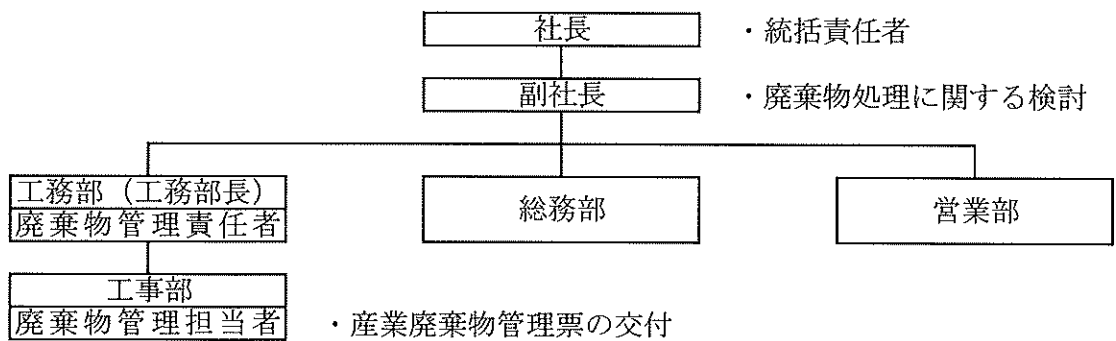 社長
・統括責任者
副社長
・廃棄物処理に関する検討
工務部（工務部長）
廃棄物管理責任者
総務部
営業部
工事部
廃棄物管理担当者
・産業廃棄物管理票の交付